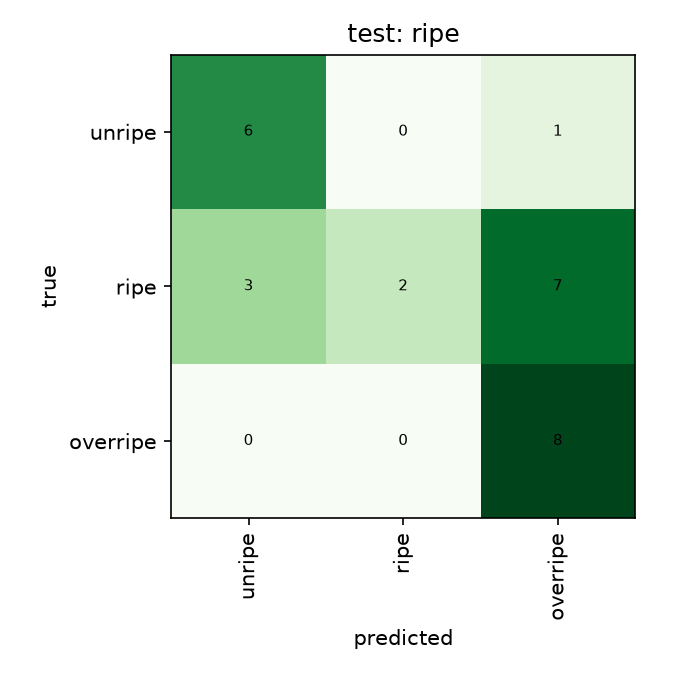 test: ripe
unripe 6 0 1
ripe 3 2 7
overripe 0 0 8
true
unripe ripe overripe
predicted